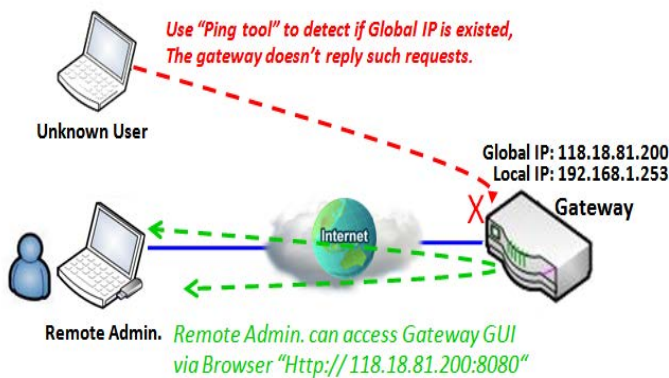 Use “Ping tool” to detect if Global IP is existed,
The gateway doesn’t reply such requests.
Unknown User
Global IP: 118.18.81.200
Local IP: 192.168.1.253
Gateway
Internet
Remote Admin.
Remote Admin. can access Gateway GUI
via Browser “Http:// 118.18.81.200:8080“